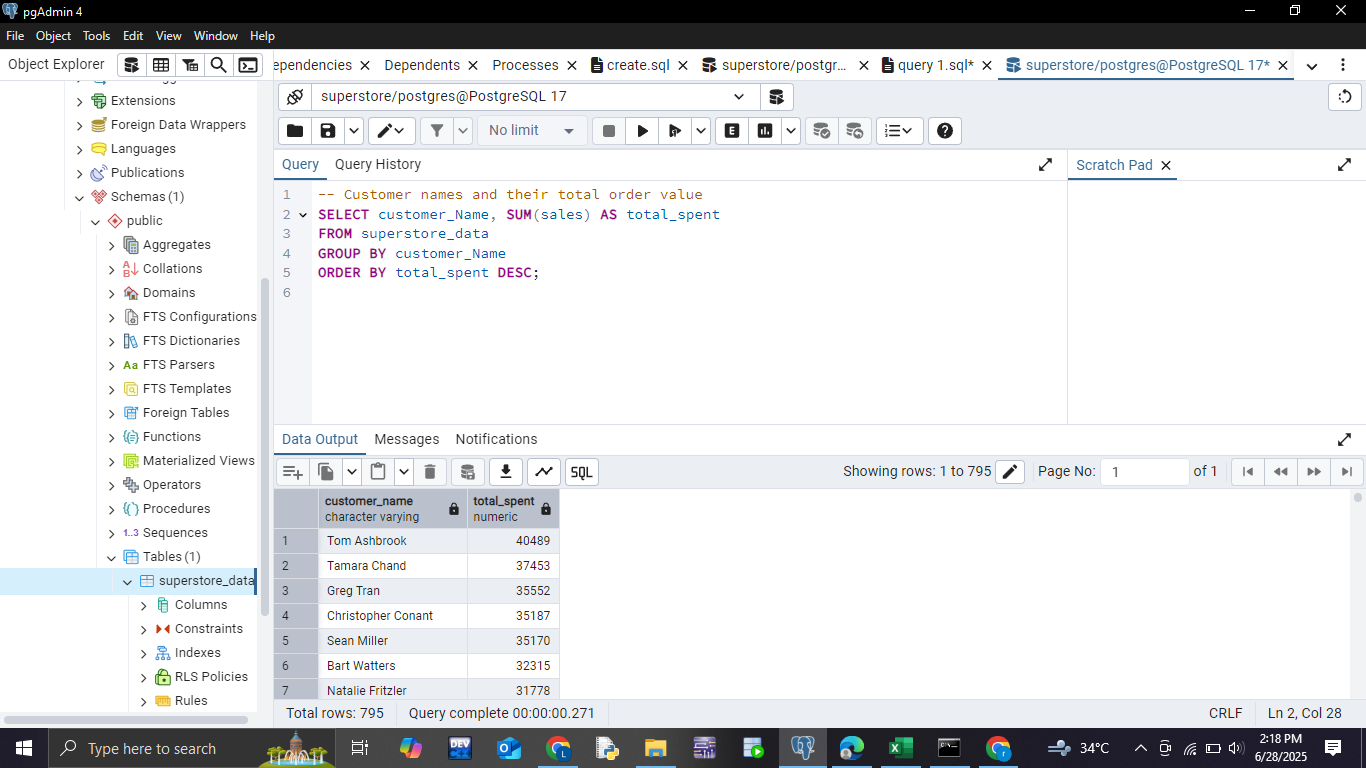 pgAdmin 4
File Object Tools Edit View Window Help
Object Explorer
ependencies Dependents Processes create.sql superstore/postgr... query 1.sql* superstore/postgres@PostgreSQL 17*
Extensions
Foreign Data Wrappers
Languages
Publications
Schemas (1)
public
Aggregates
Collations
Domains
FTS Configurations
FTS Dictionaries
Aa FTS Parsers
FTS Templates
Foreign Tables
Functions
Materialized Views
Operators
Procedures
1..3 Sequences
Tables (1)
superstore_data
Columns
Constraints
Indexes
RLS Policies
Rules
superstore/postgres@PostgreSQL 17
No limit
E
Query Query History
Scratch Pad
1 -- Customer names and their total order value
2 SELECT customer_Name, SUM(sales) AS total_spent
3 FROM superstore_data
4 GROUP BY customer_Name
5 ORDER BY total_spent DESC;
6
Data Output Messages Notifications
SQL
Showing rows: 1 to 795 Page No: 1 of 1
customer_name total_spent
character varying numeric
1 Tom Ashbrook 40489
2 Tamara Chand 37453
3 Greg Tran 35552
4 Christopher Conant 35187
5 Sean Miller 35170
6 Bart Watters 32315
7 Natalie Fritzler 31778
Total rows: 795 Query complete 00:00:00.271 CRLF Ln 2, Col 28
Type here to search
DEV
34°C
2:18 PM
6/28/2025